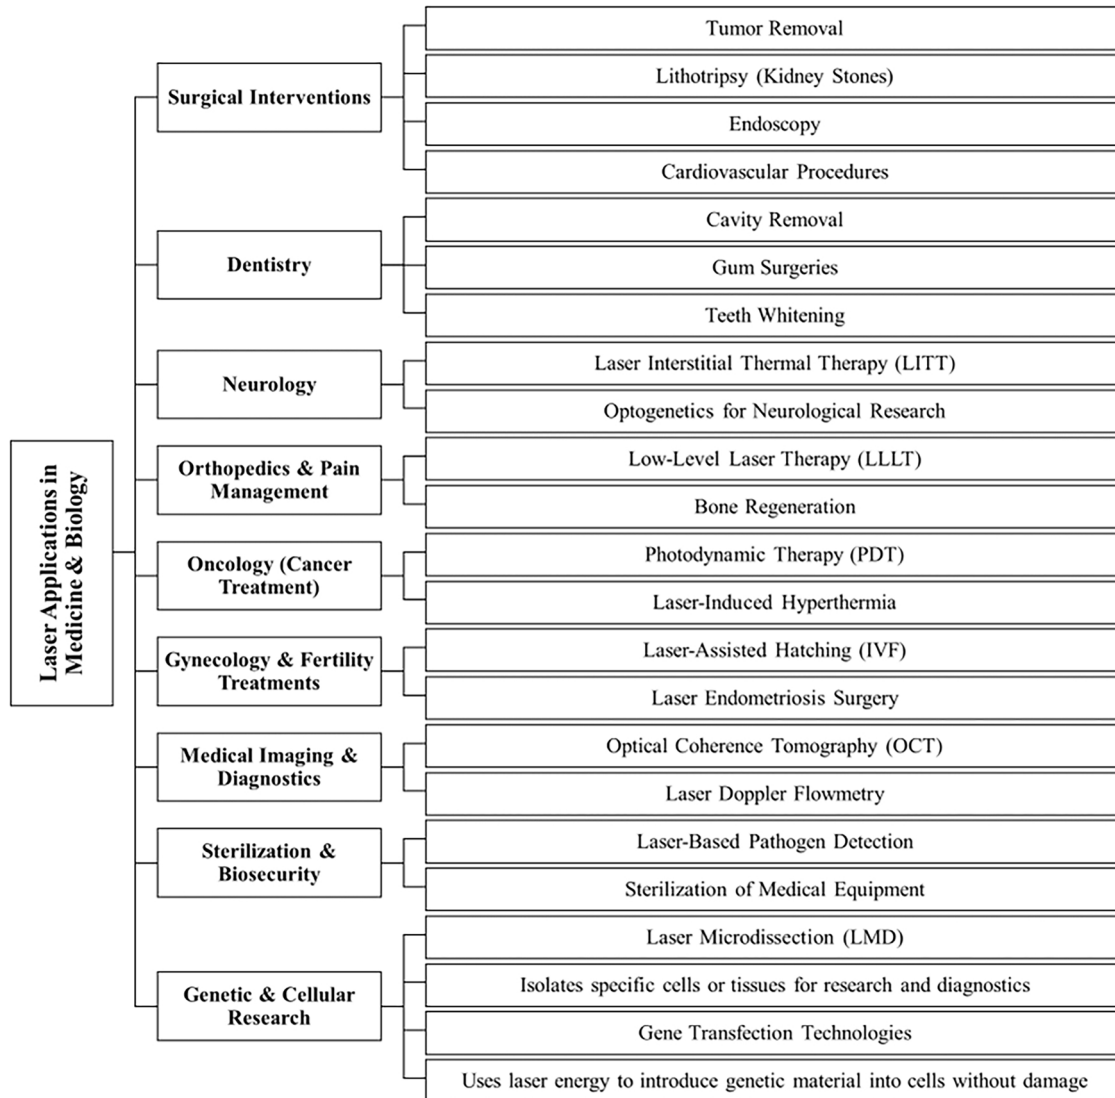 Laser Applications in
Medicine & Biology
Surgical Interventions
Tumor Removal
Lithotripsy (Kidney Stones)
Endoscopy
Cardiovascular Procedures
Dentistry
Cavity Removal
Gum Surgeries
Teeth Whitening
Neurology
Laser Interstitial Thermal Therapy (LITT)
Optogenetics for Neurological Research
Orthopedics & Pain
Management
Low-Level Laser Therapy (LLLT)
Bone Regeneration
Oncology (Cancer
Treatment)
Photodynamic Therapy (PDT)
Laser-Induced Hyperthermia
Gynecology & Fertility
Treatments
Laser-Assisted Hatching (IVF)
Laser Endometriosis Surgery
Medical Imaging &
Diagnostics
Optical Coherence Tomography (OCT)
Laser Doppler Flowmetry
Sterilization &
Biosecurity
Laser-Based Pathogen Detection
Sterilization of Medical Equipment
Genetic & Cellular
Research
Laser Microdissection (LMD)
Isolates specific cells or tissues for research and diagnostics
Gene Transfection Technologies
Uses laser energy to introduce genetic material into cells without damage